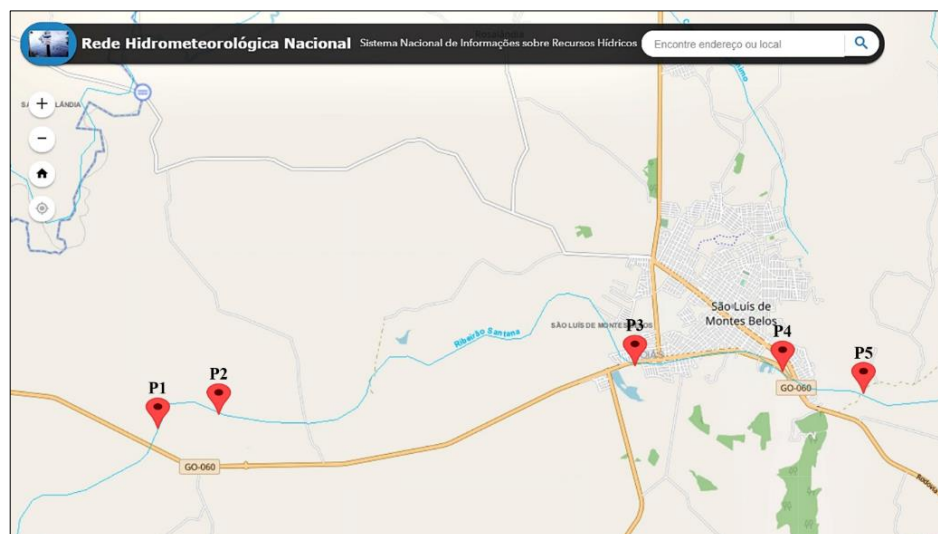 Rede Hidrometeorológica Nacional Sistema Nacional de Informações sobre Recursos Hídricos Encontre endereço ou local
São Luís de
Montes Belos
SÃO LUÍS DE MONTES BELOS
Ribeirão Santana
P3
P4
P5
P1
P2
GO-060
GO-060
Rodovia